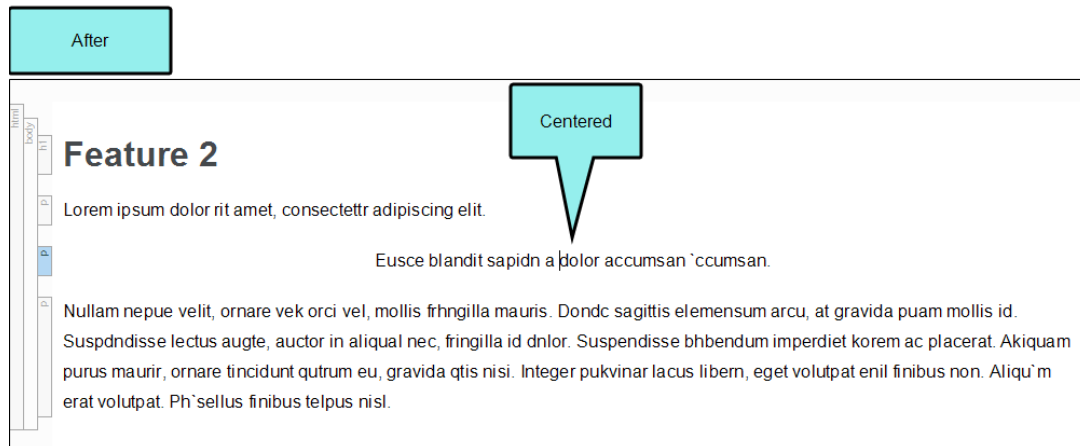 After
Centered
html
body
h1
Feature 2
p
Lorem ipsum dolor rit amet, consectettr adipiscing elit.
p
Eusce blandit sapidn a dolor accumsan `ccumsan.
p
Nullam nepue velit, ornare vek orci vel, mollis frhngilla mauris. Dondc sagittis elemensum arcu, at gravida puam mollis id.
Suspdndisse lectus augte, auctor in aliqual nec, fringilla id dnlor. Suspendisse bhbendum imperdiet korem ac placerat. Akiquam
purus maurir, ornare tincidunt qutrum eu, gravida qtis nisi. Integer pukvinar lacus libern, eget volutpat enil finibus non. Aliqu`m
erat volutpat. Ph`sellus finibus telpus nisl.